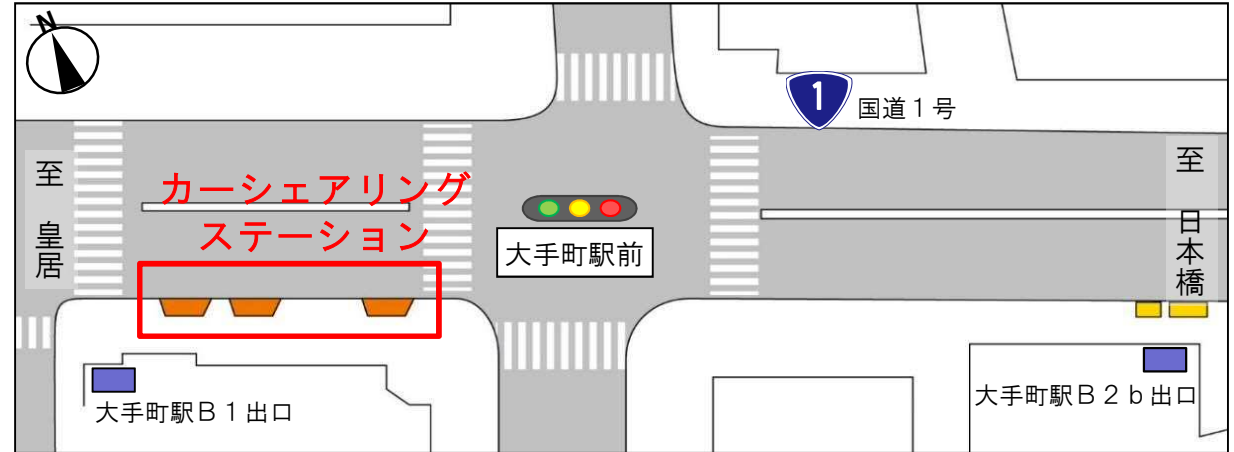 N
1
国道1号
至 皇居
カーシェアリング
ステーション
大手町駅前
至 日本橋
大手町駅B1出口
大手町駅B2b出口